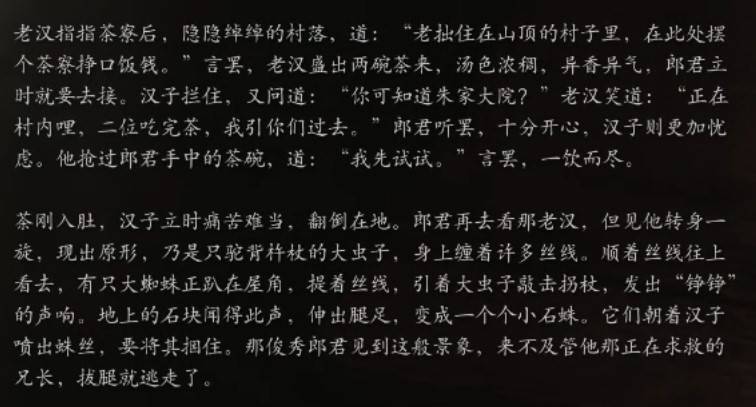 老汉指指茶寮后，隐隐绰绰的村落，道：“老拙住在山顶的村子里，在此处摆
个茶寮挣口饭钱。”言罢，老汉盛出两碗茶来，汤色浓稠，异香异气，郎君立
时就要去接。汉子拦住，又问道：“你可知道朱家大院？”老汉笑道：“正在
村内哩，二位吃完茶，我引你们过去。”郎君听罢，十分开心，汉子则更加忧
虑。他抢过郎君手中的茶碗，道：“我先试试。”言罢，一饮而尽。
茶刚入肚，汉子立时痛苦难当，翻倒在地。郎君再去看那老汉，但见他转身一
旋，现出原形，乃是只驼背杵杖的大虫子，身上缠着许多丝线。顺着丝线往上
看去，有只大蜘蛛正趴在屋角，提着丝线，引着大虫子敲击拐杖，发出“铮铮”
的声响。地上的石块闻得此声，伸出腿足，变成一个个小石蛛。它们朝着汉子
喷出蛛丝，要将其捆住。那俊秀郎君见到这般景象，来不及管他那正在求救的
兄长，拔腿就逃走了。